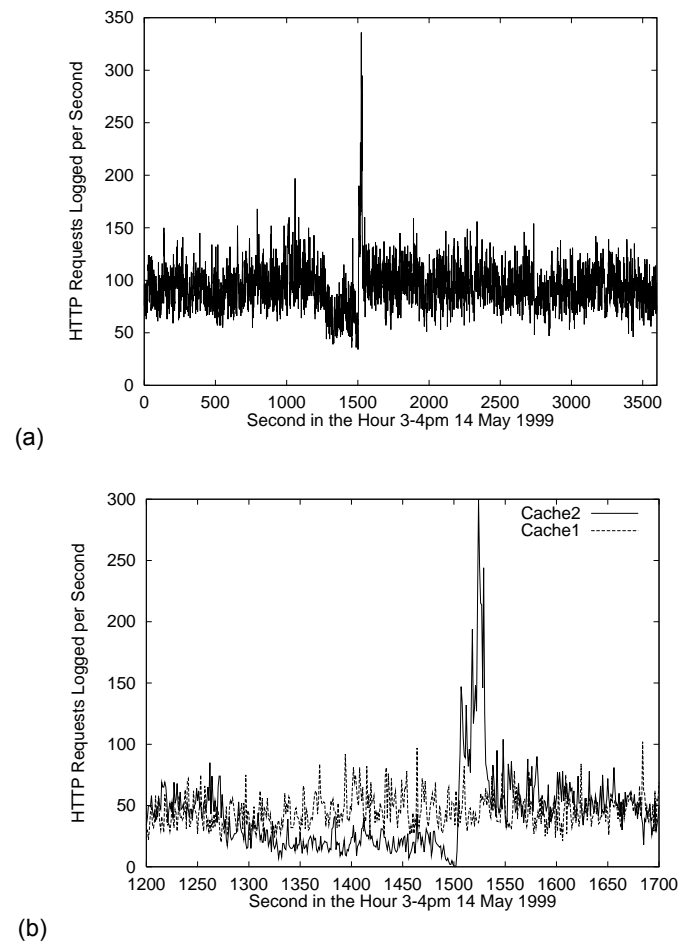 350
300
250
200
150
100
50
0
HTTP Requests Logged per Second
0 500 1000 1500 2000 2500 3000 3500
Second in the Hour 3-4pm 14 May 1999
(a)
300
250
200
150
100
50
0
HTTP Requests Logged per Second
Cache2
Cache1
1200 1250 1300 1350 1400 1450 1500 1550 1600 1650 1700
Second in the Hour 3-4pm 14 May 1999
(b)